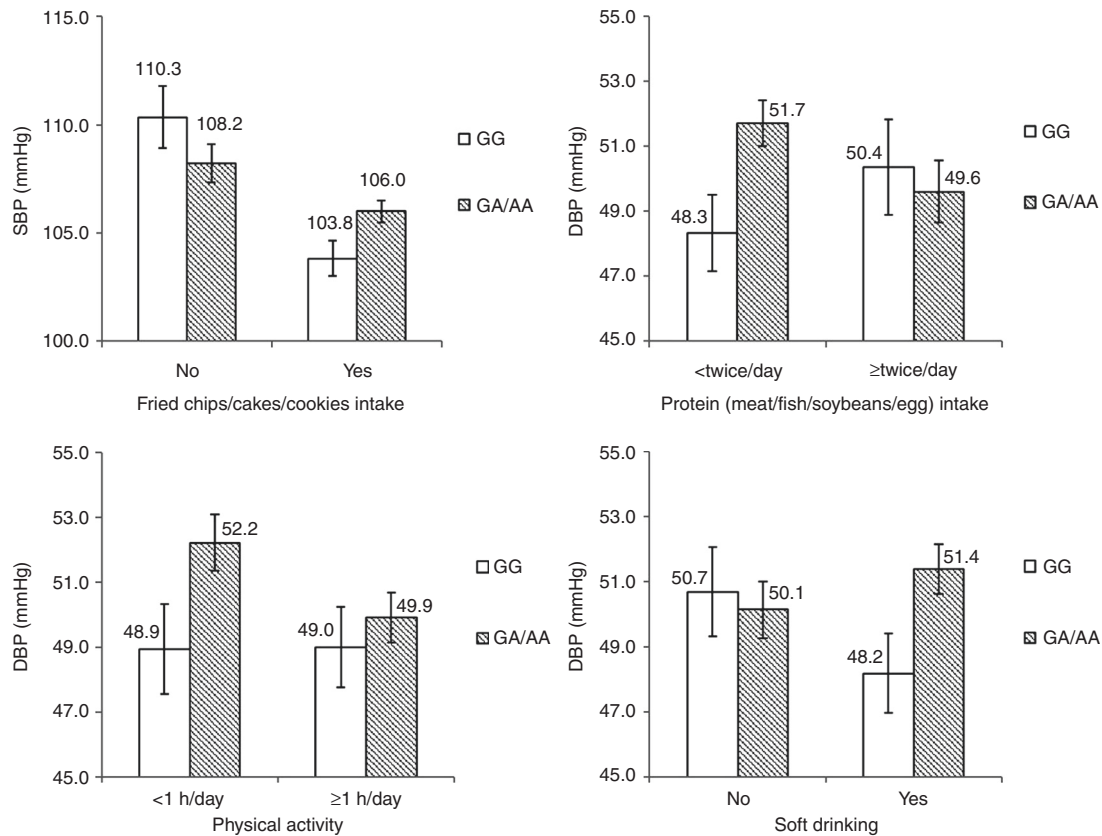 115.0
110.0
105.0
100.0
SBP (mmHg)
110.3
108.2
103.8
106.0
GG
GA/AA
No
Yes
Fried chips/cakes/cookies intake
55.0
53.0
51.0
49.0
47.0
45.0
DBP (mmHg)
48.3
51.7
50.4
49.6
GG
GA/AA
<twice/day
≥twice/day
Protein (meat/fish/soybeans/egg) intake
55.0
53.0
51.0
49.0
47.0
45.0
DBP (mmHg)
48.9
52.2
49.0
49.9
GG
GA/AA
<1 h/day
≥1 h/day
Physical activity
55.0
53.0
51.0
49.0
47.0
45.0
DBP (mmHg)
50.7
50.1
48.2
51.4
GG
GA/AA
No
Yes
Soft drinking